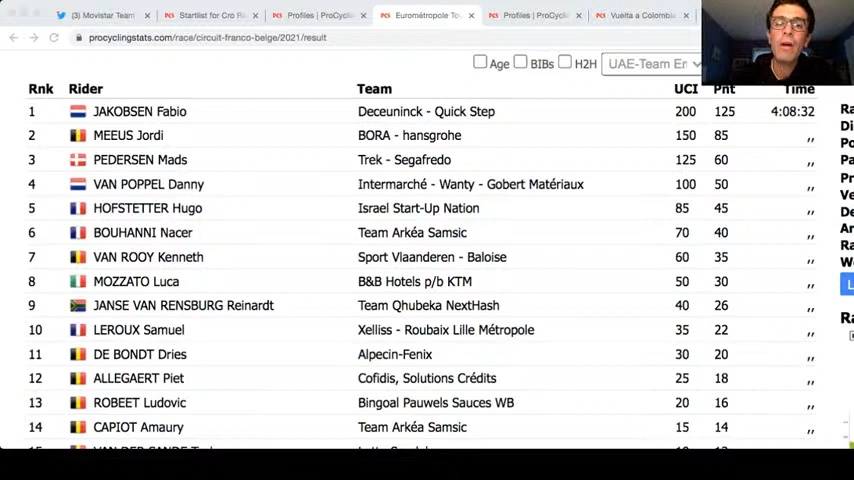 (3) Movistar Team
Startlist for Cro R
Profiles | ProCyclin
Eurométropole To
Profiles | ProCycli
Vuelta a Colombia
procyclingstats.com/race/circuit-franco-belge/2021/result
Age BIBs H2H UAE-Team Em
Rnk Rider Team UCI Pnt Time
1 JAKOBSEN Fabio Deceuninck - Quick Step 200 125 4:08:32
2 MEEUS Jordi BORA - hansgrohe 150 85 ,,
3 PEDERSEN Mads Trek - Segafredo 125 60 ,,
4 VAN POPPEL Danny Intermarché - Wanty - Gobert Matériaux 100 50 ,,
5 HOFSTETTER Hugo Israel Start-Up Nation 85 45 ,,
6 BOUHANNI Nacer Team Arkéa Samsic 70 40 ,,
7 VAN ROOY Kenneth Sport Vlaanderen - Baloise 60 35 ,,
8 MOZZATO Luca B&B Hotels p/b KTM 50 30 ,,
9 JANSE VAN RENSBURG Reinardt Team Qhubeka NextHash 40 26 ,,
10 LEROUX Samuel Xelliss - Roubaix Lille Métropole 35 22 ,,
11 DE BONDT Dries Alpecin-Fenix 30 20 ,,
12 ALLEGAERT Piet Cofidis, Solutions Crédits 25 18 ,,
13 ROBEET Ludovic Bingoal Pauwels Sauces WB 20 16 ,,
14 CAPIOT Amaury Team Arkéa Samsic 15 14 ,,